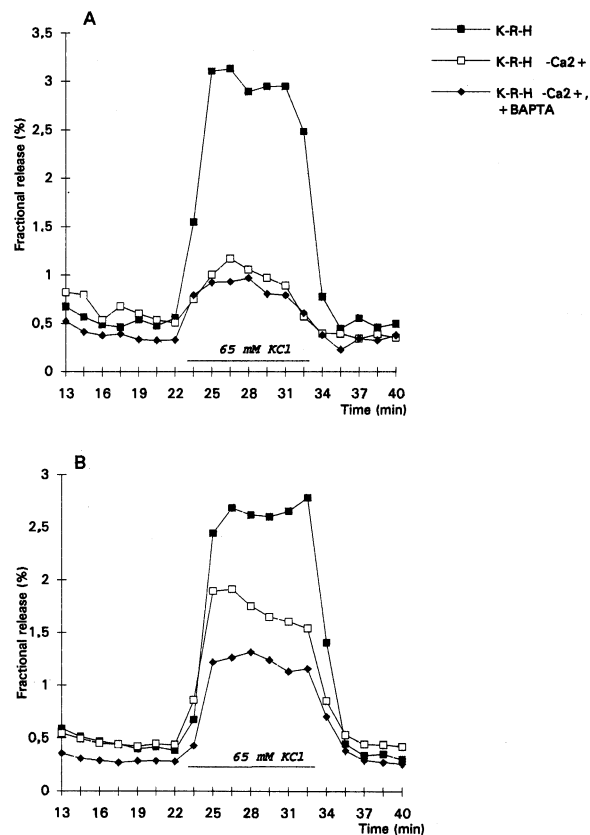 A
K-R-H
K-R-H -Ca2+
K-R-H -Ca2+,
+BAPTA
Fractional release (%)
3,5
3
2,5
2
1,5
1
0,5
0
65 mM KCl
13 16 19 22 25 28 31 34 37 40
Time (min)
B
Fractional release (%)
3
2,5
2
1,5
1
0,5
0
65 mM KCl
13 16 19 22 25 28 31 34 37 40
Time (min)